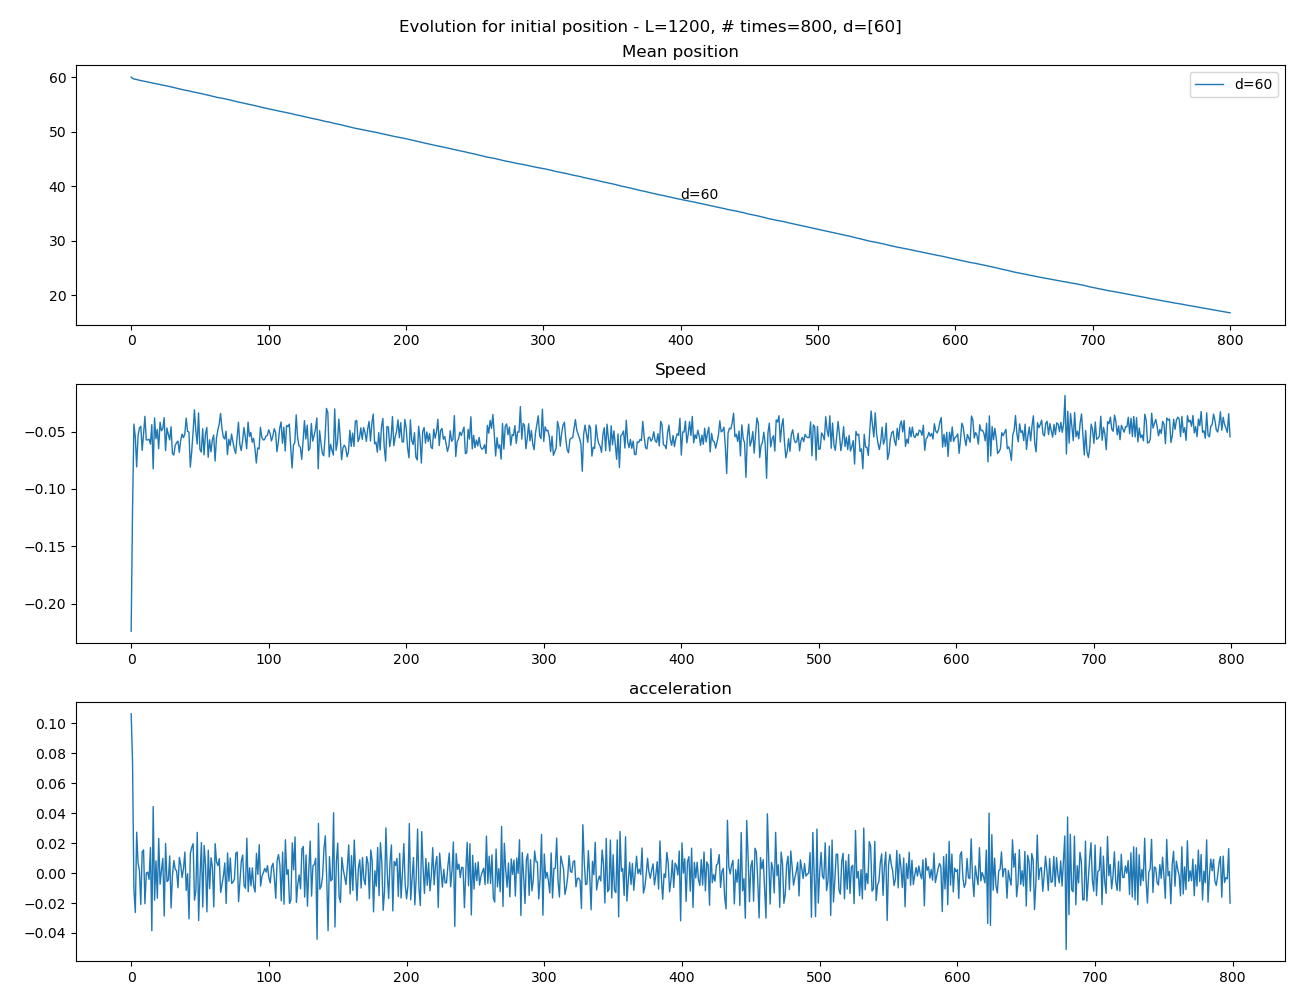 Evolution for initial position - L=1200, # times=800, d=[60]
Mean position
60
50
40
30
20
d=60
d=60
0 100 200 300 400 500 600 700 800
Speed
−0.05
−0.10
−0.15
−0.20
0 100 200 300 400 500 600 700 800
acceleration
0.10
0.08
0.06
0.04
0.02
0.00
−0.02
−0.04
0 100 200 300 400 500 600 700 800